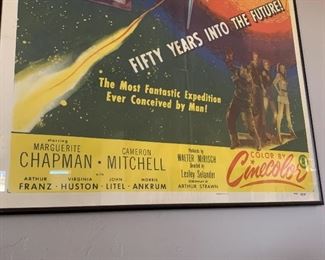 FIFTY YEARS INTO THE FUTURE!
The Most Fantastic Expedition
Ever Conceived by Man!
starring
MARGUERITE CHAPMAN · CAMERON MITCHELL
with
ARTHUR FRANZ · VIRGINIA HUSTON · JOHN LITEL · MORRIS ANKRUM
Produced by
WALTER MIRISCH
Directed by
Lesley Selander
ARTHUR STRAWN
COLOR BY
Cinecolor